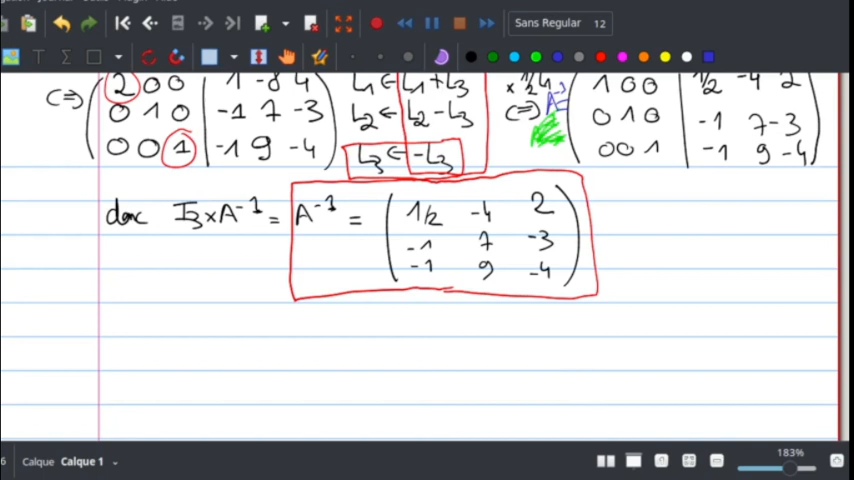 Sans Regular 12
⇔ ( 2 0 0 | 1 -8 4 ) L₁ ← L₁ + L₃ ×½ L₁ ( 1 0 0 | 1/2 -4 2 )
( 0 1 0 | -1 7 -3 ) L₂ ← L₂ - L₃ ⇔ A⁻¹ = ( 0 1 0 | -1 7 -3 )
( 0 0 1 | -1 9 -4 ) L₃ ← -L₃ ( 0 0 1 | -1 9 -4 )
donc I₃ × A⁻¹ = A⁻¹ = ( 1/2 -4 2 )
( -1 7 -3 )
( -1 9 -4 )
6 Calque Calque 1 183%